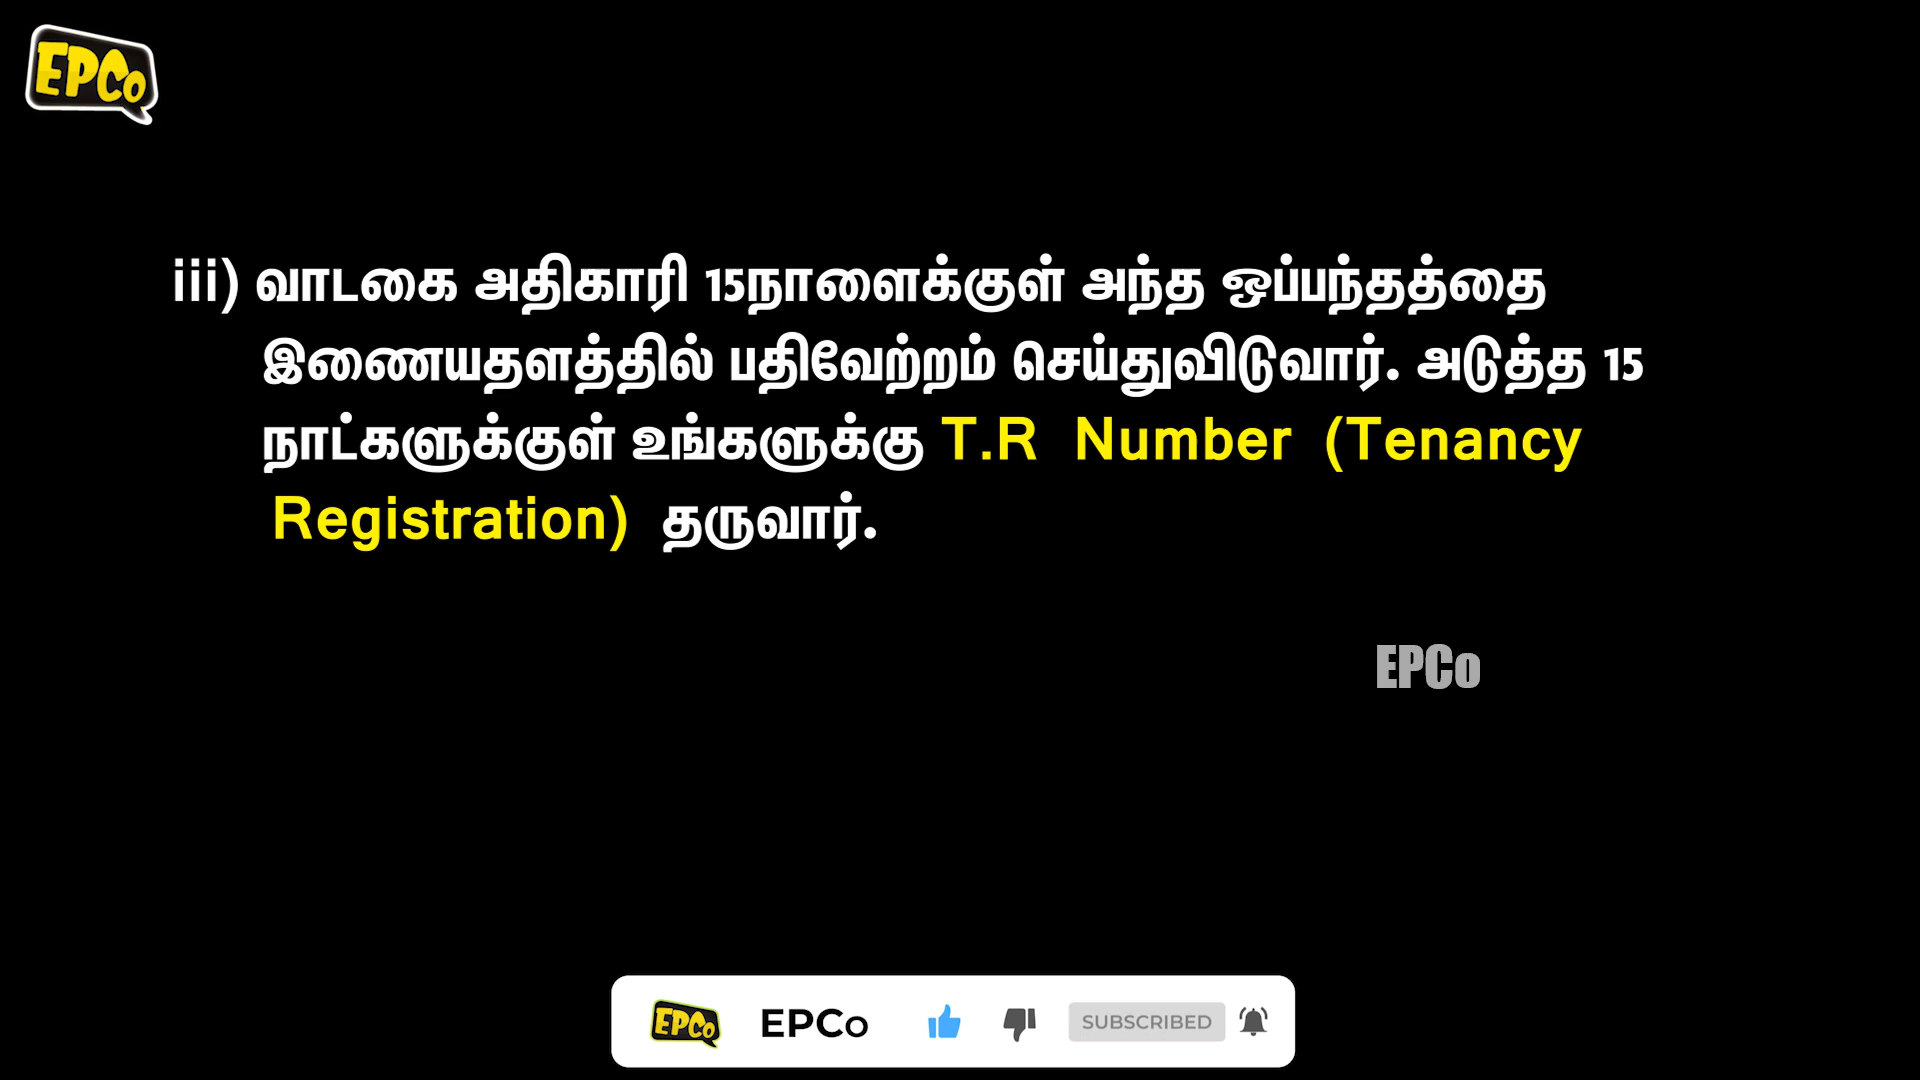 EPCo
iii) வாடகை அதிகாரி 15நாளைக்குள் அந்த ஒப்பந்தத்தை
இணையதளத்தில் பதிவேற்றம் செய்துவிடுவார். அடுத்த 15
நாட்களுக்குள் உங்களுக்கு T.R Number (Tenancy
Registration) தருவார்.
EPCo
EPCo EPCo SUBSCRIBED